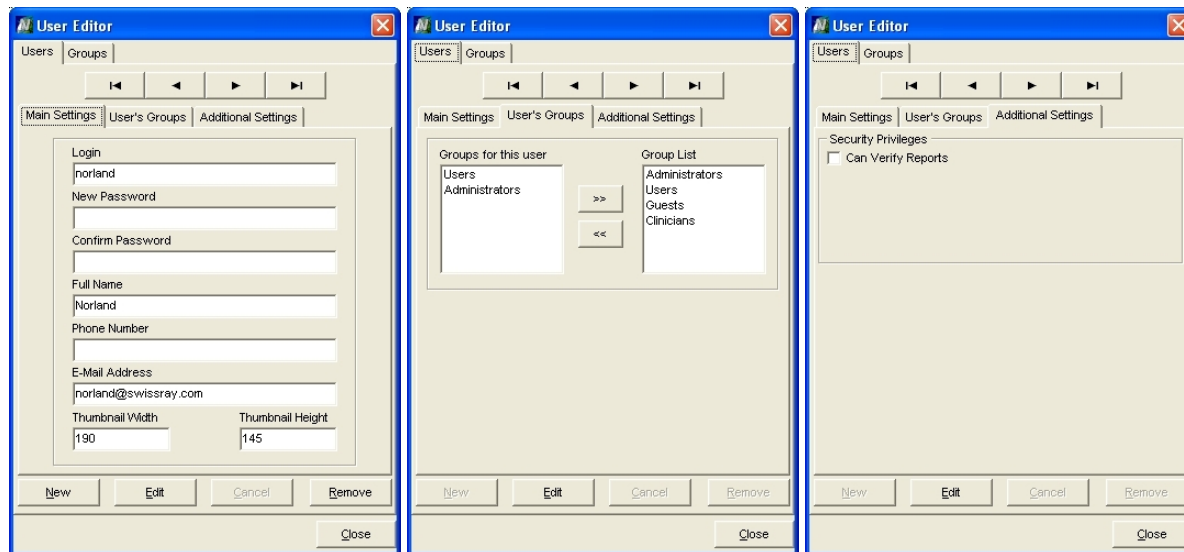 User Editor
Users Groups
Main Settings User's Groups Additional Settings
Login
norland
New Password
Confirm Password
Full Name
Norland
Phone Number
E-Mail Address
norland@swissray.com
Thumbnail Width Thumbnail Height
190 145
New Edit Cancel Remove
Close
User Editor
Users Groups
Main Settings User's Groups Additional Settings
Groups for this user Group List
Users Administrators
Administrators Users
>> Guests
Clinicians
<<
New Edit Cancel Remove
Close
User Editor
Users Groups
Main Settings User's Groups Additional Settings
Security Privileges
Can Verify Reports
New Edit Cancel Remove
Close